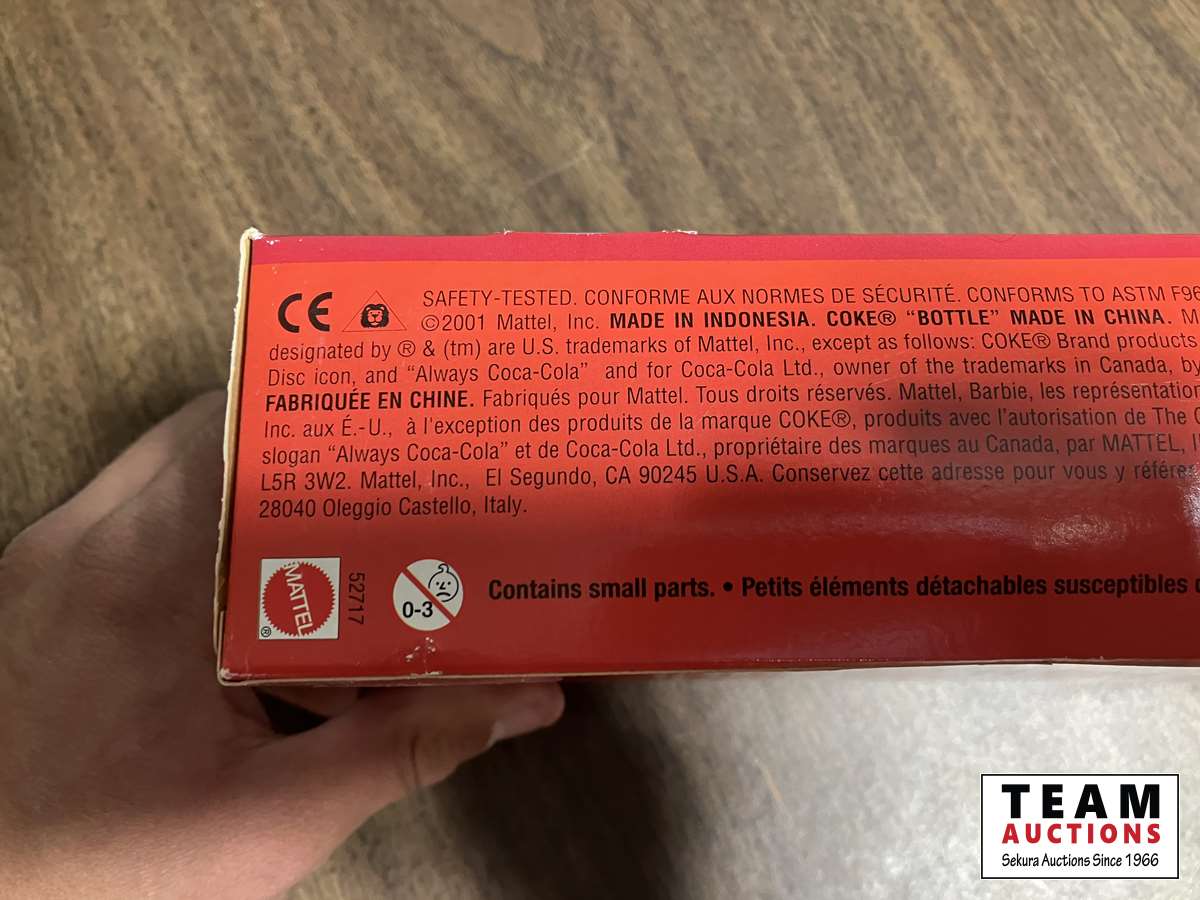 CE
SAFETY-TESTED. CONFORME AUX NORMES DE SÉCURITÉ. CONFORMS TO ASTM F96
©2001 Mattel, Inc. MADE IN INDONESIA. COKE® “BOTTLE” MADE IN CHINA. M
designated by ® & (tm) are U.S. trademarks of Mattel, Inc., except as follows: COKE® Brand products
Disc icon, and “Always Coca-Cola” and for Coca-Cola Ltd., owner of the trademarks in Canada, by
FABRIQUÉE EN CHINE. Fabriqués pour Mattel. Tous droits réservés. Mattel, Barbie, les représentation
Inc. aux É.-U., à l'exception des produits de la marque COKE®, produits avec l'autorisation de The C
slogan “Always Coca-Cola” et de Coca-Cola Ltd., propriétaire des marques au Canada, par MATTEL, I
L5R 3W2. Mattel, Inc., El Segundo, CA 90245 U.S.A. Conservez cette adresse pour vous y référe
28040 Oleggio Castello, Italy.
MATTEL
®
52717
0-3
Contains small parts. • Petits éléments détachables susceptibles
TEAM
AUCTIONS
Sekura Auctions Since 1966